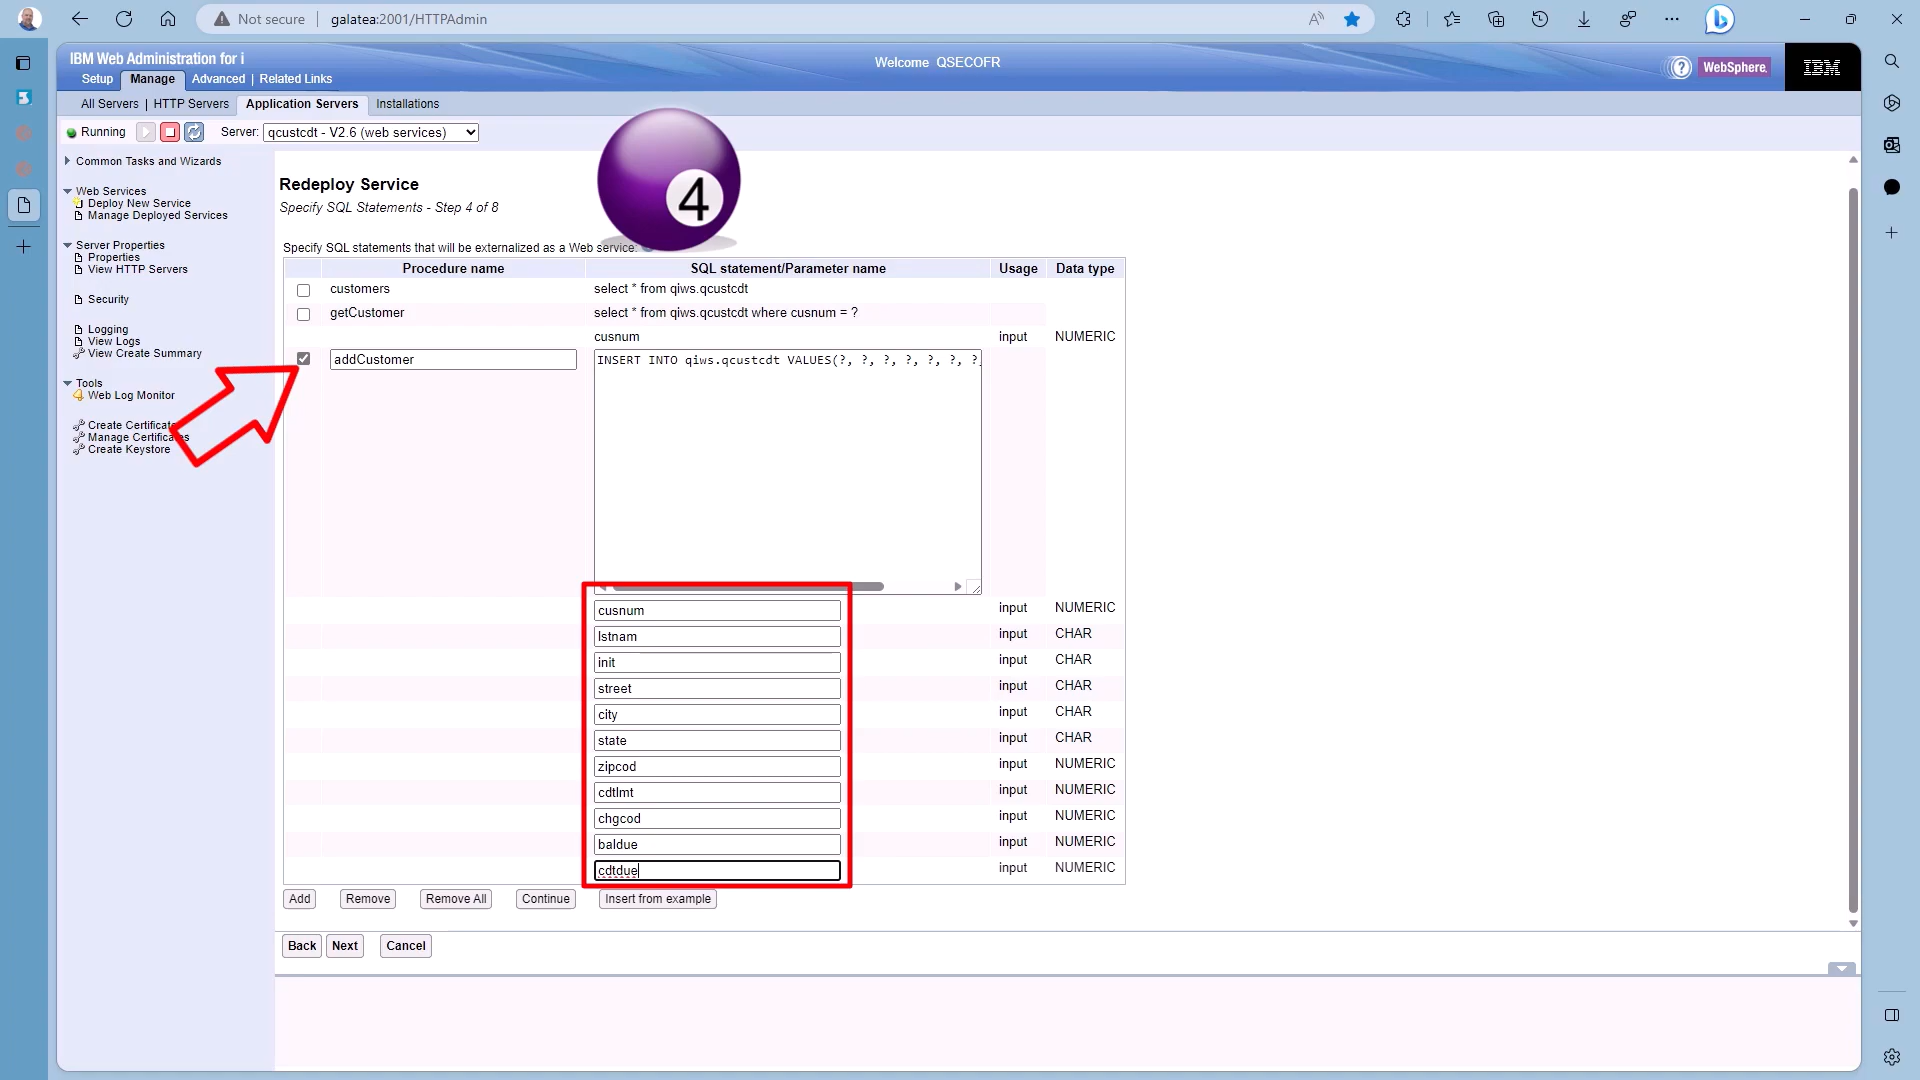 Not secure
galatea:2001/HTTPAdmin
IBM Web Administration for i
Welcome QSECOFR
WebSphere.
IBM
Setup Manage Advanced | Related Links
All Servers | HTTP Servers Application Servers Installations
Running Server: qcustcdt - V2.6 (web services)
Common Tasks and Wizards
Web Services
Deploy New Service
Manage Deployed Services
Server Properties
Properties
View HTTP Servers
Security
Logging
View Logs
View Create Summary
Tools
Web Log Monitor
Create Certificate
Manage Certificates
Create Keystore
Redeploy Service
Specify SQL Statements - Step 4 of 8
4
Specify SQL statements that will be externalized as a Web service:
Procedure name SQL statement/Parameter name Usage Data type
customers select * from qiws.qcustcdt
getCustomer select * from qiws.qcustcdt where cusnum = ?
cusnum input NUMERIC
addCustomer INSERT INTO qiws.qcustcdt VALUES(?, ?, ?, ?, ?, ?, ?,
cusnum input NUMERIC
lstnam input CHAR
init input CHAR
street input CHAR
city input CHAR
state input CHAR
zipcod input NUMERIC
cdtlmt input NUMERIC
chgcod input NUMERIC
baldue input NUMERIC
cdtdue input NUMERIC
Add Remove Remove All Continue Insert from example
Back Next Cancel